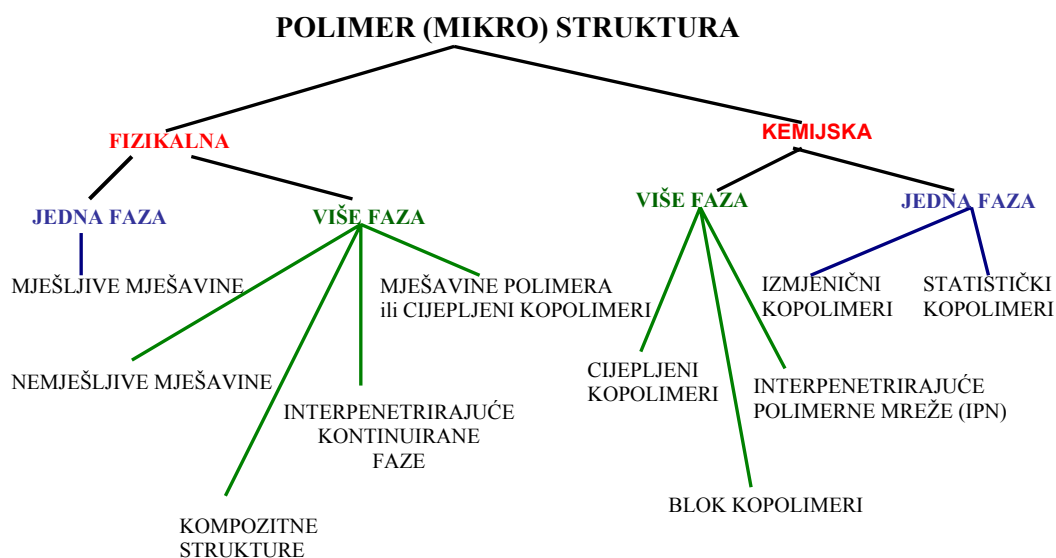 POLIMER (MIKRO) STRUKTURA
FIZIKALNA
KEMIJSKA
JEDNA FAZA
VIŠE FAZA
VIŠE FAZA
JEDNA FAZA
MJEŠLJIVE MJEŠAVINE
MJEŠAVINE POLIMERA
ili CIJEPLJENI KOPOLIMERI
IZMJENIČNI
KOPOLIMERI
STATISTIČKI
KOPOLIMERI
NEMJEŠLJIVE MJEŠAVINE
INTERPENETRIRAJUĆE
KONTINUIRANE
FAZE
CIJEPLJENI
KOPOLIMERI
INTERPENETRIRAJUĆE
POLIMERNE MREŽE (IPN)
KOMPOZITNE
STRUKTURE
BLOK KOPOLIMERI